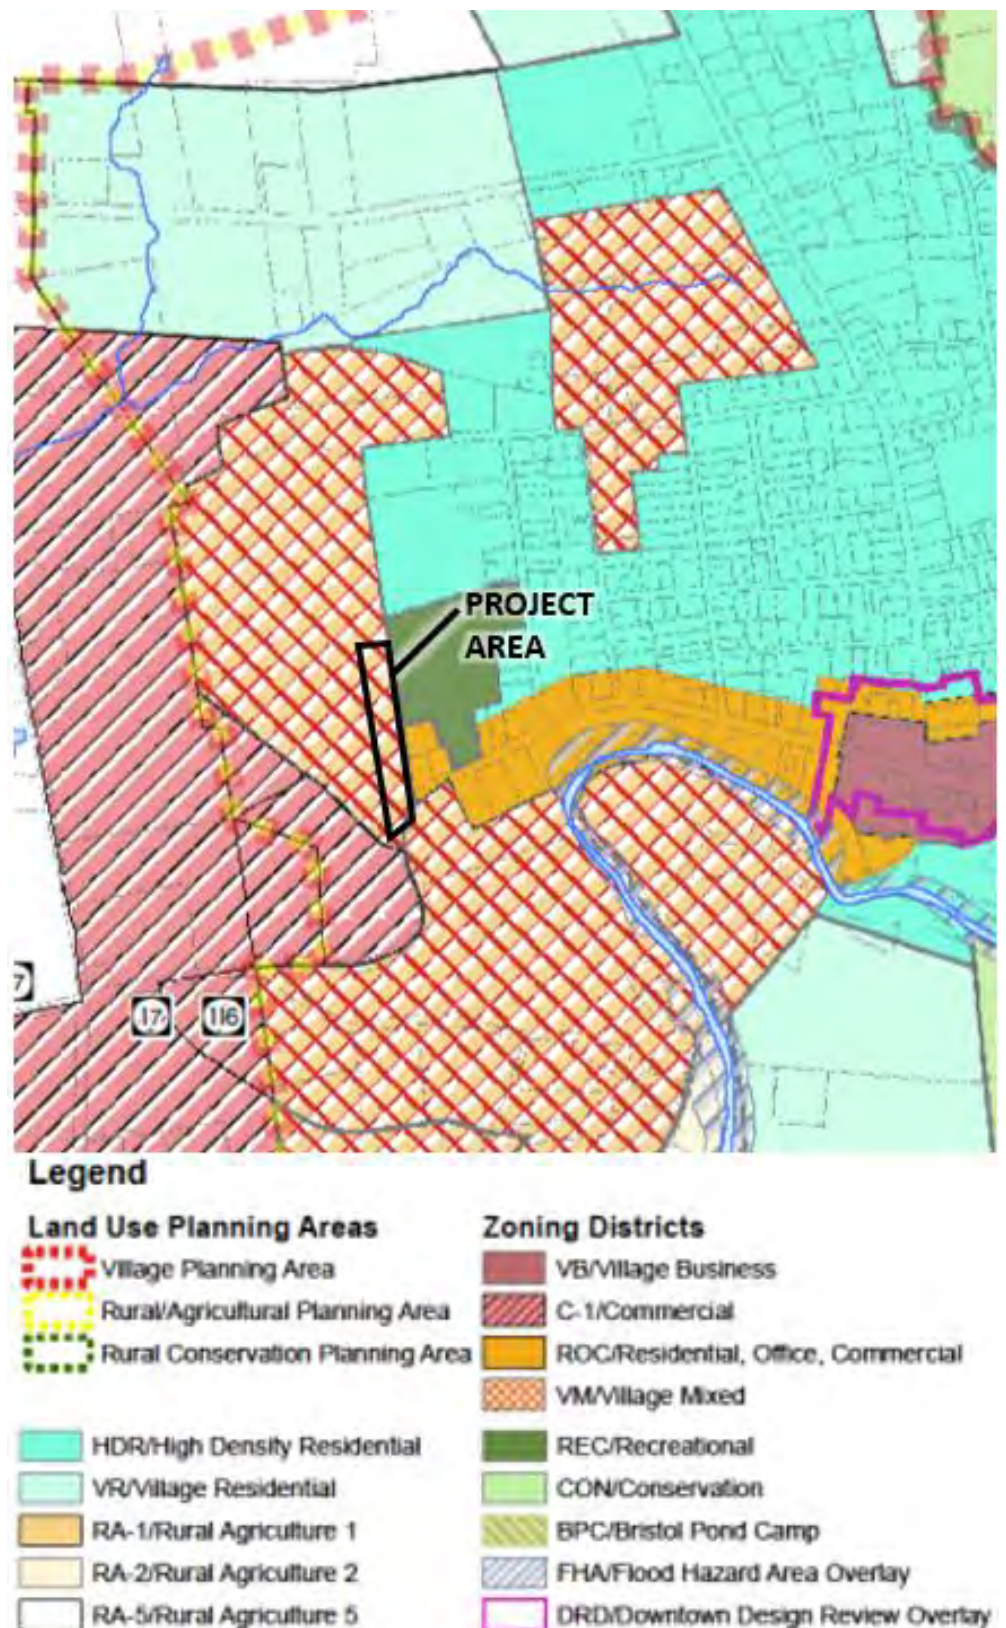 PROJECT
AREA
7
17
116
Legend
Land Use Planning Areas
Village Planning Area
Rural/Agricultural Planning Area
Rural Conservation Planning Area
HDR/High Density Residential
VR/Village Residential
RA-1/Rural Agriculture 1
RA-2/Rural Agriculture 2
RA-5/Rural Agriculture 5
Zoning Districts
VB/Village Business
C-1/Commercial
ROC/Residential, Office, Commercial
VM/Village Mixed
REC/Recreational
CON/Conservation
BPC/Bristol Pond Camp
FHA/Flood Hazard Area Overlay
DRD/Downtown Design Review Overlay